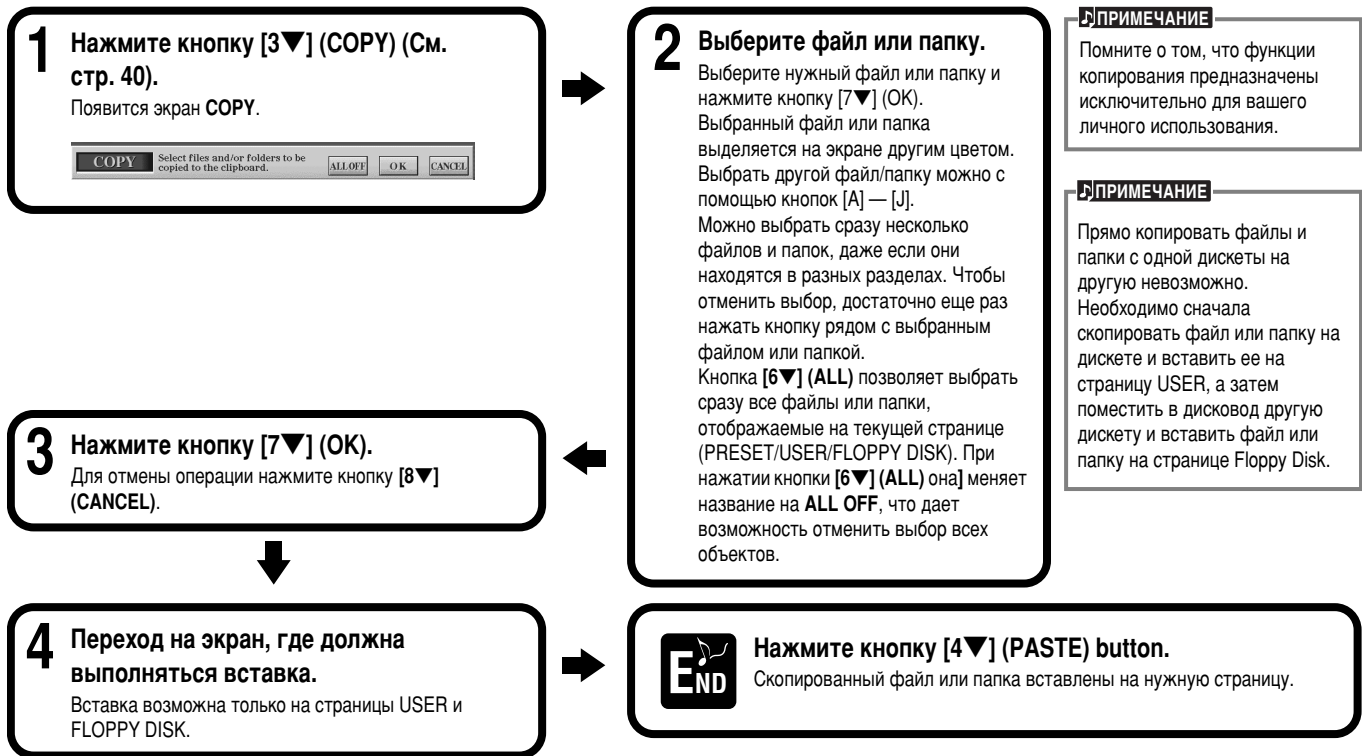 1
Нажмите кнопку [3▼] (COPY) (См.
стр. 40).
Появится экран COPY.
COPY
Select files and/or folders to be
copied to the clipboard.
ALL OFF
OK
CANCEL
2
Выберите файл или папку.
Выберите нужный файл или папку и
нажмите кнопку [7▼] (OK).
Выбранный файл или папка
выделяется на экране другим цветом.
Выбрать другой файл/папку можно с
помощью кнопок [A] — [J].
Можно выбрать сразу несколько
файлов и папок, даже если они
находятся в разных разделах. Чтобы
отменить выбор, достаточно еще раз
нажать кнопку рядом с выбранным
файлом или папкой.
Кнопка [6▼] (ALL) позволяет выбрать
сразу все файлы или папки,
отображаемые на текущей странице
(PRESET/USER/FLOPPY DISK). При
нажатии кнопки [6▼] (ALL) она] меняет
название на ALL OFF, что дает
возможность отменить выбор всех
объектов.
ПРИМЕЧАНИЕ
Помните о том, что функции
копирования предназначены
исключительно для вашего
личного использования.
ПРИМЕЧАНИЕ
Прямо копировать файлы и
папки с одной дискеты на
другую невозможно.
Необходимо сначала
скопировать файл или папку на
дискете и вставить ее на
страницу USER, а затем
поместить в дисковод другую
дискету и вставить файл или
папку на странице Floppy Disk.
3
Нажмите кнопку [7▼] (OK).
Для отмены операции нажмите кнопку [8▼]
(CANCEL).
4
Переход на экран, где должна
выполняться вставка.
Вставка возможна только на страницы USER и
FLOPPY DISK.
END
Нажмите кнопку [4▼] (PASTE) button.
Скопированный файл или папка вставлены на нужную страницу.